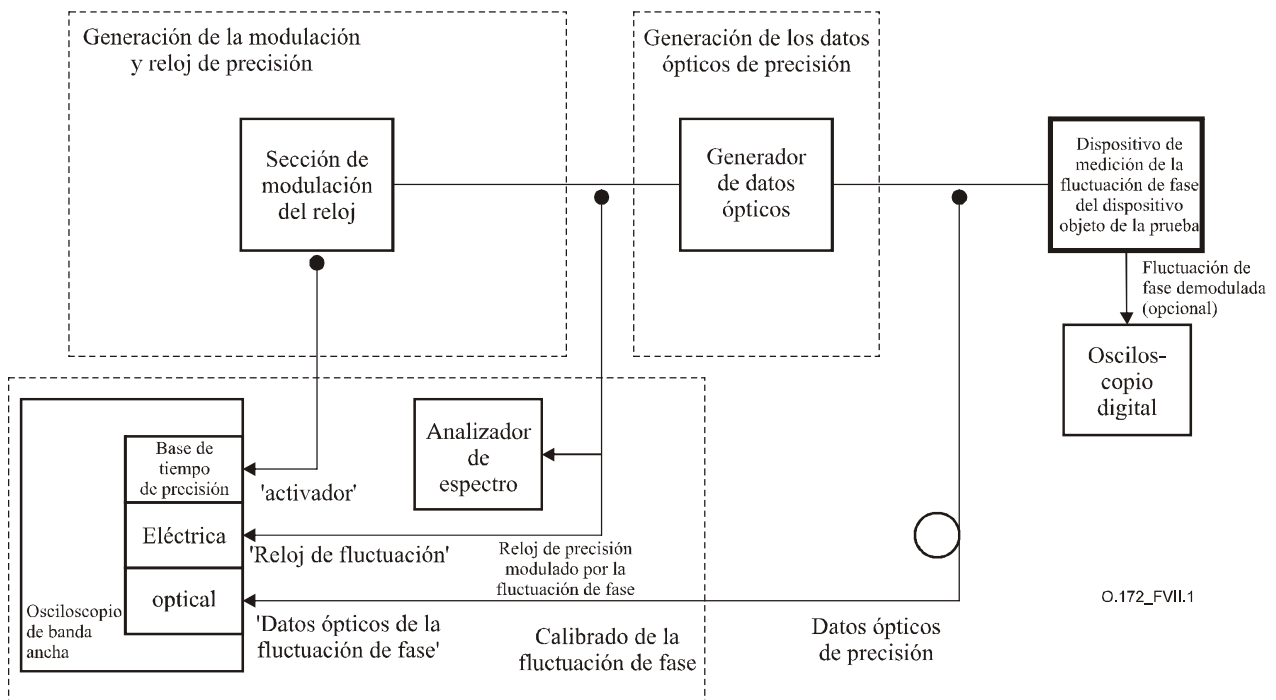 Generación de la modulación
y reloj de precisión
Generación de los datos
ópticos de precisión
Sección de
modulación
del reloj
Generador
de datos
ópticos
Dispositivo de
medición de la
fluctuación de fase
del dispositivo
objeto de la prueba
Fluctuación de
fase demodulada
(opcional)
Oscilos-
copio
digital
Base de
tiempo
de precisión
'activador'
Analizador
de
espectro
Eléctrica
'Reloj de fluctuación'
Reloj de precisión
modulado por la
fluctuación de fase
optical
Osciloscopio
de banda
ancha
'Datos ópticos de la
fluctuación de fase'
Calibrado de la
fluctuación de fase
Datos ópticos
de precisión
O.172_FVII.1